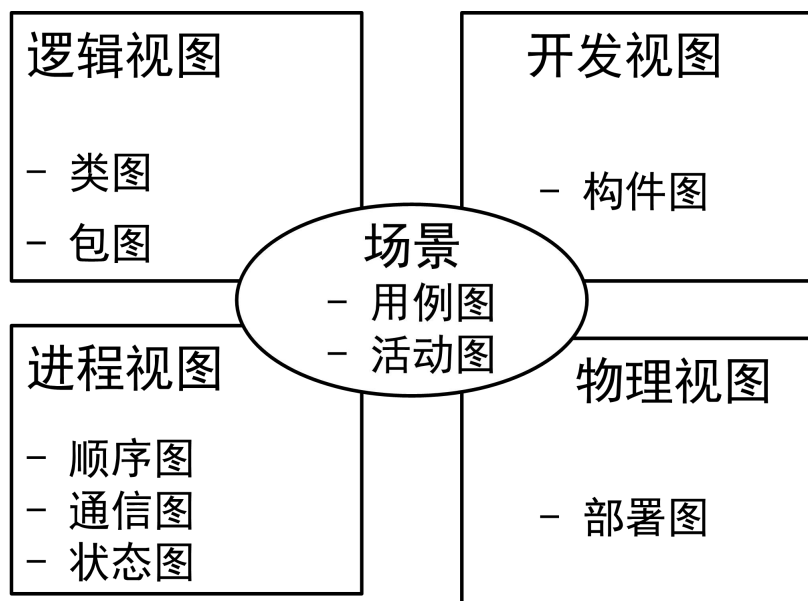 逻辑视图
– 类图
– 包图
开发视图
– 构件图
场景
– 用例图
– 活动图
进程视图
– 顺序图
– 通信图
– 状态图
物理视图
– 部署图